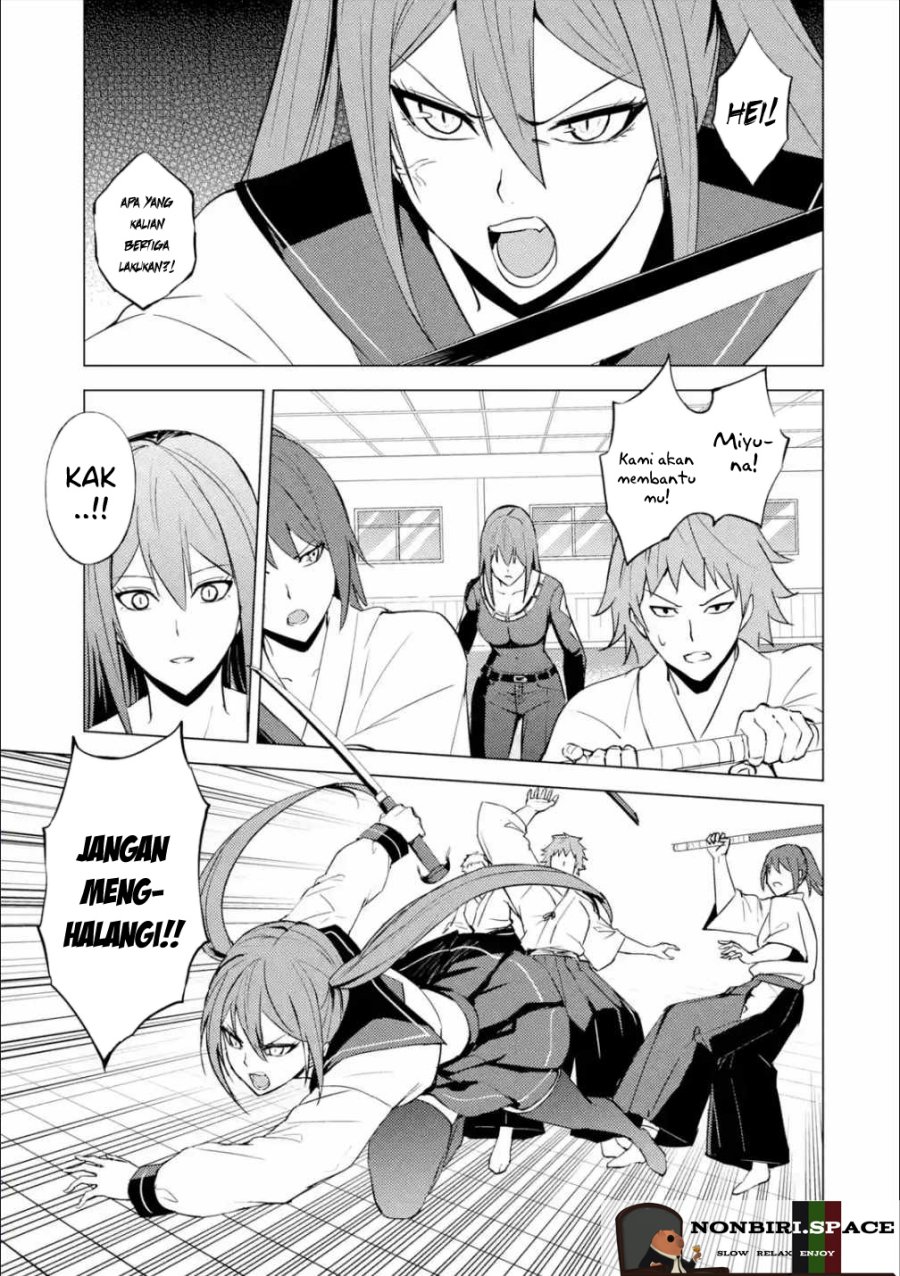 HEI!
APA YANG
KALIAN
BERTIGA
LAKUKAN?!
Miyu-
na!
Kami akan
membantu
mu!
KAK
..!!
JANGAN
MENG-
HALANGI!!
NONBIRI.SPACE
SLOW RELAX ENJOY